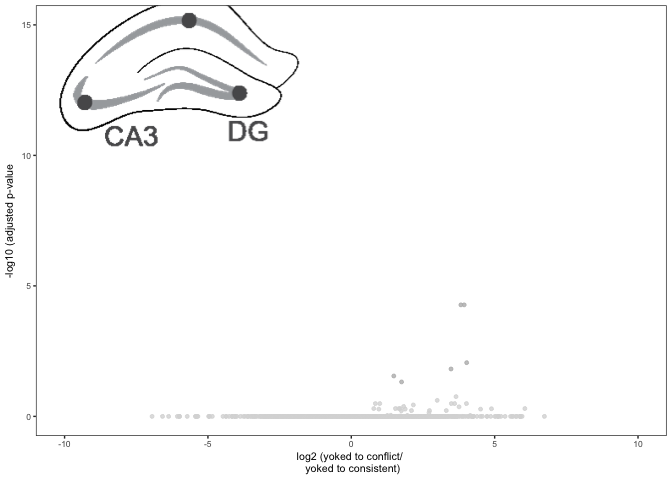 15
CA3
DG
10
5
0
-log10 (adjusted p-value
-10
-5
0
5
10
log2 (yoked to conflict/
yoked to consistent)